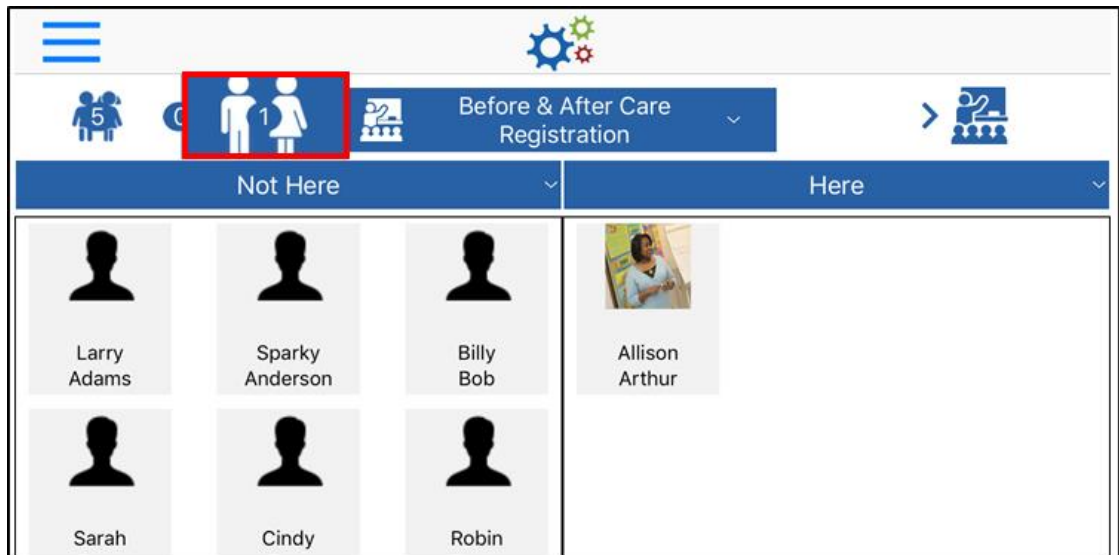 5
0
1
Before & After Care
Registration
Not Here
Here
Larry
Adams
Sparky
Anderson
Billy
Bob
Allison
Arthur
Sarah
Cindy
Robin